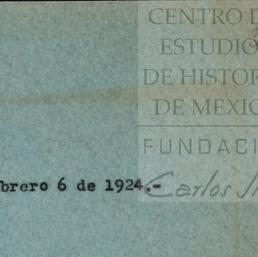 CENTRO D
ESTUDIO
DE HISTOR
DE MEXIC
FUNDACI
brero 6 de 1924.-
Carlos